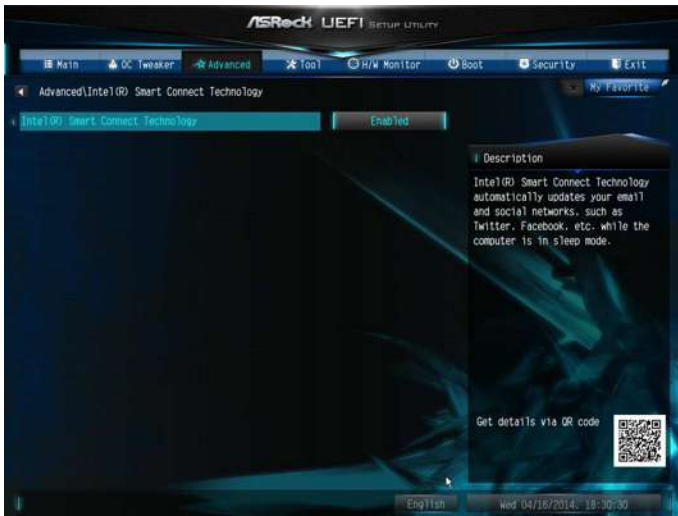 ASRock UEFI SETUP UTILITY
Main OC Tweaker Advanced Tool H/W Monitor Boot Security Exit
Advanced\Intel(R) Smart Connect Technology
My Favorite
Intel(R) Smart Connect Technology
Enabled
Description
Intel(R) Smart Connect Technology
automatically updates your email
and social networks, such as
Twitter, Facebook, etc. while the
computer is in sleep mode.
Get details via QR code
English
Wed 04/16/2014, 18:30:30